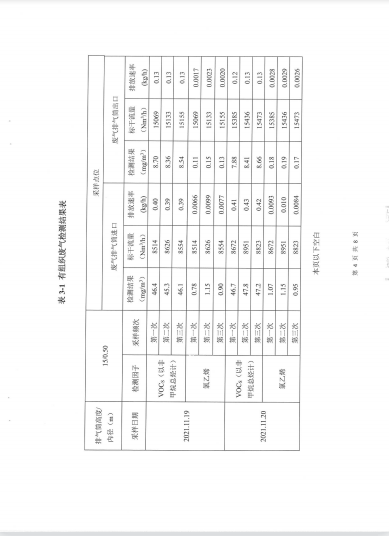 表 3-1 有组织废气检测结果表
排气筒高度/
内径（m）
15/0.50
采样点位
废气排气筒进口 废气排气筒出口
采样日期 检测因子 采样频次 检测结果 标干流量 排放速率 检测结果 标干流量 排放速率
（mg/m³） （Nm³/h） (kg/h) （mg/m³） （Nm³/h） (kg/h)
2021.11.19
VOCs（以非
甲烷总烃计）
第一次 46.4 8514 0.40 8.70 15069 0.13
第二次 45.3 8626 0.39 8.36 15133 0.13
第三次 46.1 8554 0.39 8.54 15155 0.13
氯乙烯
第一次 0.78 8514 0.0066 0.11 15069 0.0017
第二次 1.15 8626 0.0099 0.15 15133 0.0023
第三次 0.90 8554 0.0077 0.13 15155 0.0020
2021.11.20
VOCs（以非
甲烷总烃计）
第一次 46.7 8672 0.41 7.88 15385 0.12
第二次 47.8 8951 0.43 8.41 15436 0.13
第三次 47.2 8823 0.42 8.66 15473 0.13
氯乙烯
第一次 1.07 8672 0.0093 0.18 15385 0.0028
第二次 1.15 8951 0.010 0.19 15436 0.0029
第三次 0.95 8823 0.0084 0.17 15473 0.0026
本页以下空白
第 4 页 共 8 页